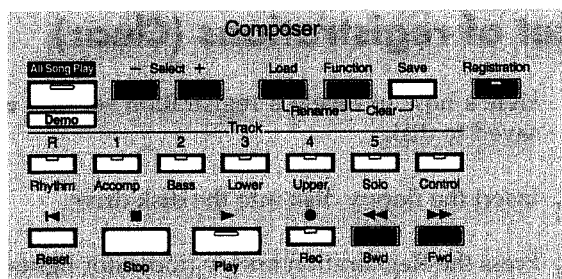 Composer
All Song Play
− Select +
Load Function Save Registration
Demo
Rename Clear
Track
R 1 2 3 4 5
Rhythm Accomp Bass Lower Upper Solo Control
Reset Stop Play Rec Bwd Fwd